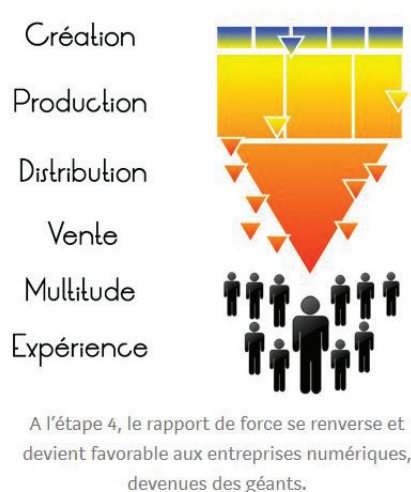 Création
Production
Distribution
Vente
Multitude
Expérience
A l'étape 4, le rapport de force se renverse et
devient favorable aux entreprises numériques,
devenues des géants.